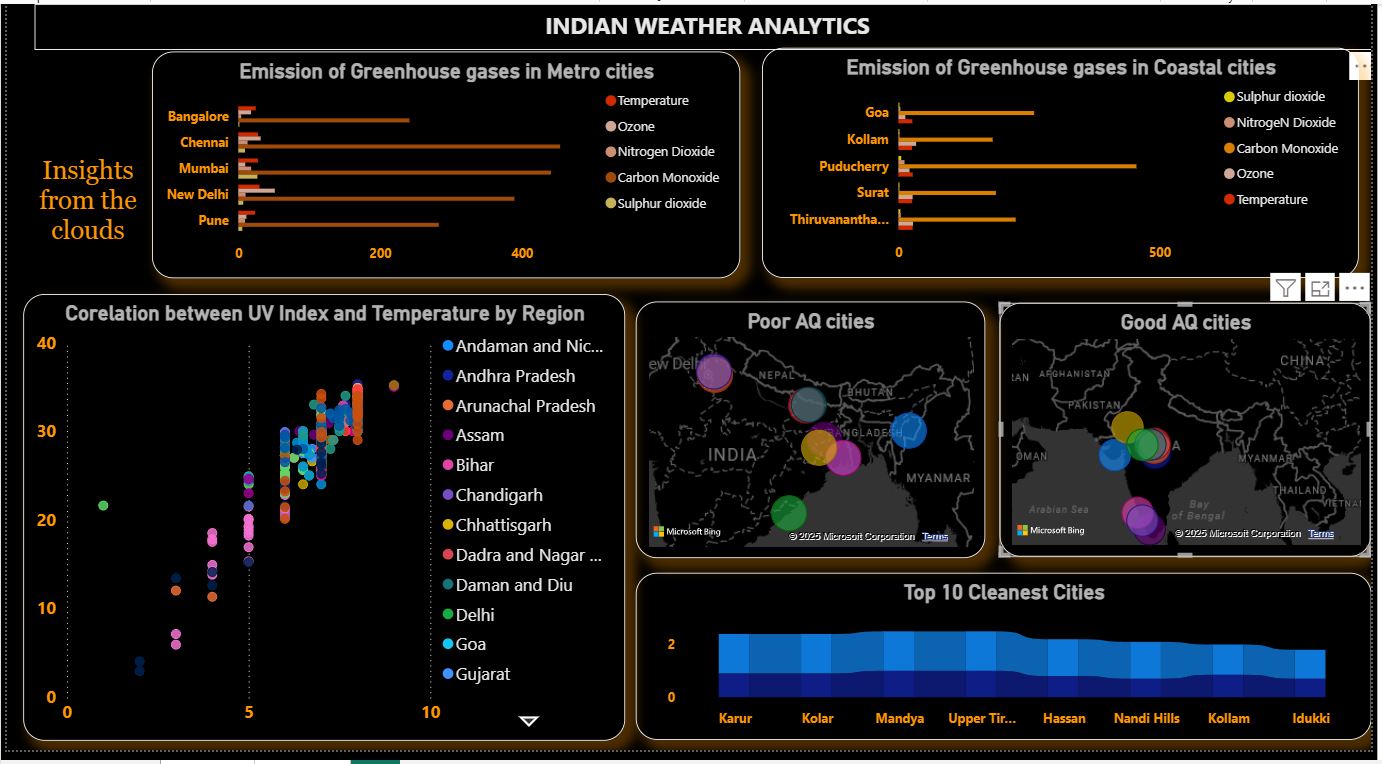 INDIAN WEATHER ANALYTICS
Insights
from the
clouds
Emission of Greenhouse gases in Metro cities
Bangalore
Chennai
Mumbai
New Delhi
Pune
0 200 400
Temperature
Ozone
Nitrogen Dioxide
Carbon Monoxide
Sulphur dioxide
Emission of Greenhouse gases in Coastal cities
Goa
Kollam
Puducherry
Surat
Thiruvanantha...
0 500
Sulphur dioxide
NitrogeN Dioxide
Carbon Monoxide
Ozone
Temperature
Corelation between UV Index and Temperature by Region
40
30
20
10
0
0 5 10
Andaman and Nic...
Andhra Pradesh
Arunachal Pradesh
Assam
Bihar
Chandigarh
Chhattisgarh
Dadra and Nagar ...
Daman and Diu
Delhi
Goa
Gujarat
Poor AQ cities
ew Delhi
NEPAL
BHUTAN
BANGLADESH
INDIA
MYANMAR
Microsoft Bing
© 2025 Microsoft Corporation Terms
Good AQ cities
CHINA
AFGHANISTAN
PAKISTAN
OMAN
MYANMAR
THAILAND
Arabian Sea
Bay
of Bengal
Microsoft Bing
© 2025 Microsoft Corporation Terms
Top 10 Cleanest Cities
2
0
Karur Kolar Mandya Upper Tir... Hassan Nandi Hills Kollam Idukki